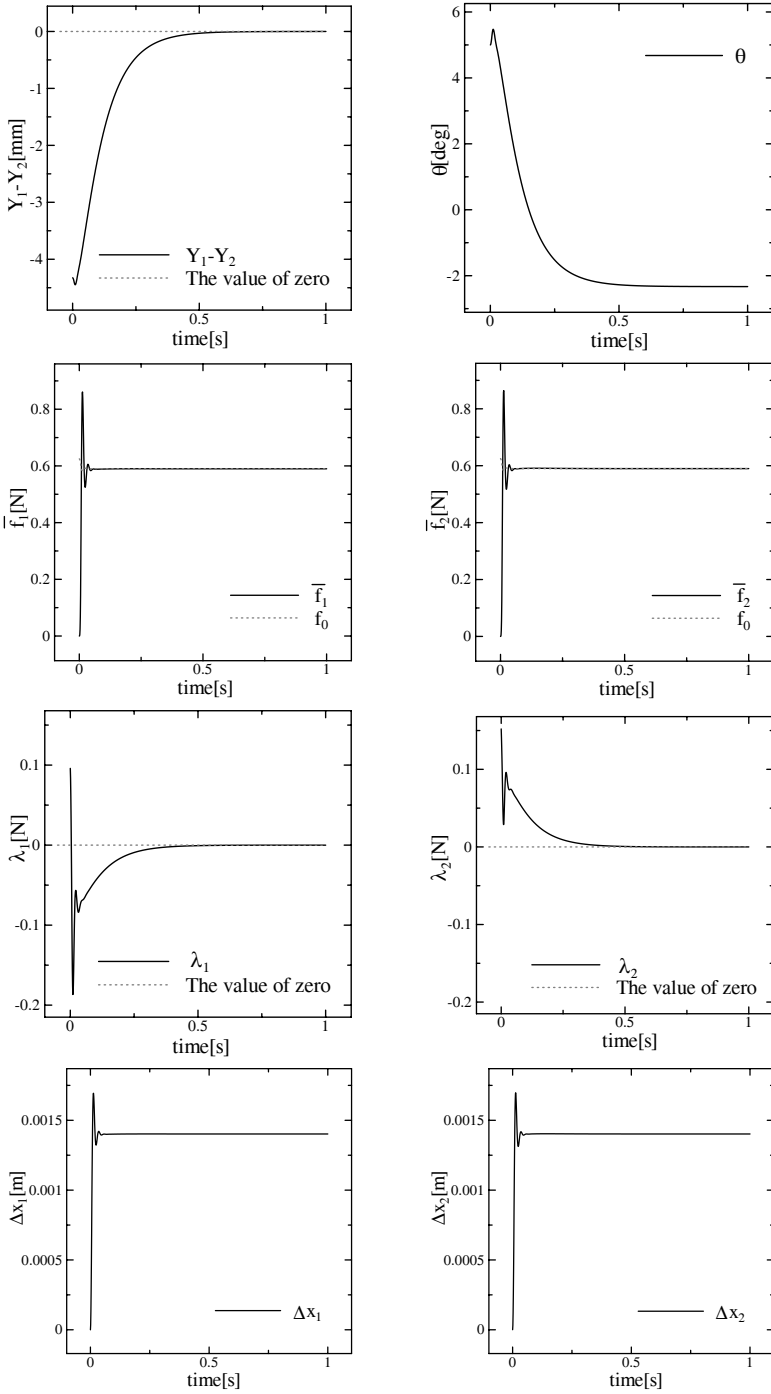 0
-1
-2
-3
-4
Y₁-Y₂[mm]
Y₁-Y₂
The value of zero
0
0.5
1
time[s]
6
4
2
0
-2
θ[deg]
θ
0
0.5
1
time[s]
0.8
0.6
0.4
0.2
0
f̅₁[N]
f̅₁
f₀
0
0.5
1
time[s]
0.8
0.6
0.4
0.2
0
f̅₂[N]
f̅₂
f₀
0
0.5
1
time[s]
0.1
0
-0.1
-0.2
λ₁[N]
λ₁
The value of zero
0
0.5
1
time[s]
0.1
0
-0.1
-0.2
λ₂[N]
λ₂
The value of zero
0
0.5
1
time[s]
0.0015
0.001
0.0005
0
Δx₁[m]
Δx₁
0
0.5
1
time[s]
0.0015
0.001
0.0005
0
Δx₂[m]
Δx₂
0
0.5
1
time[s]